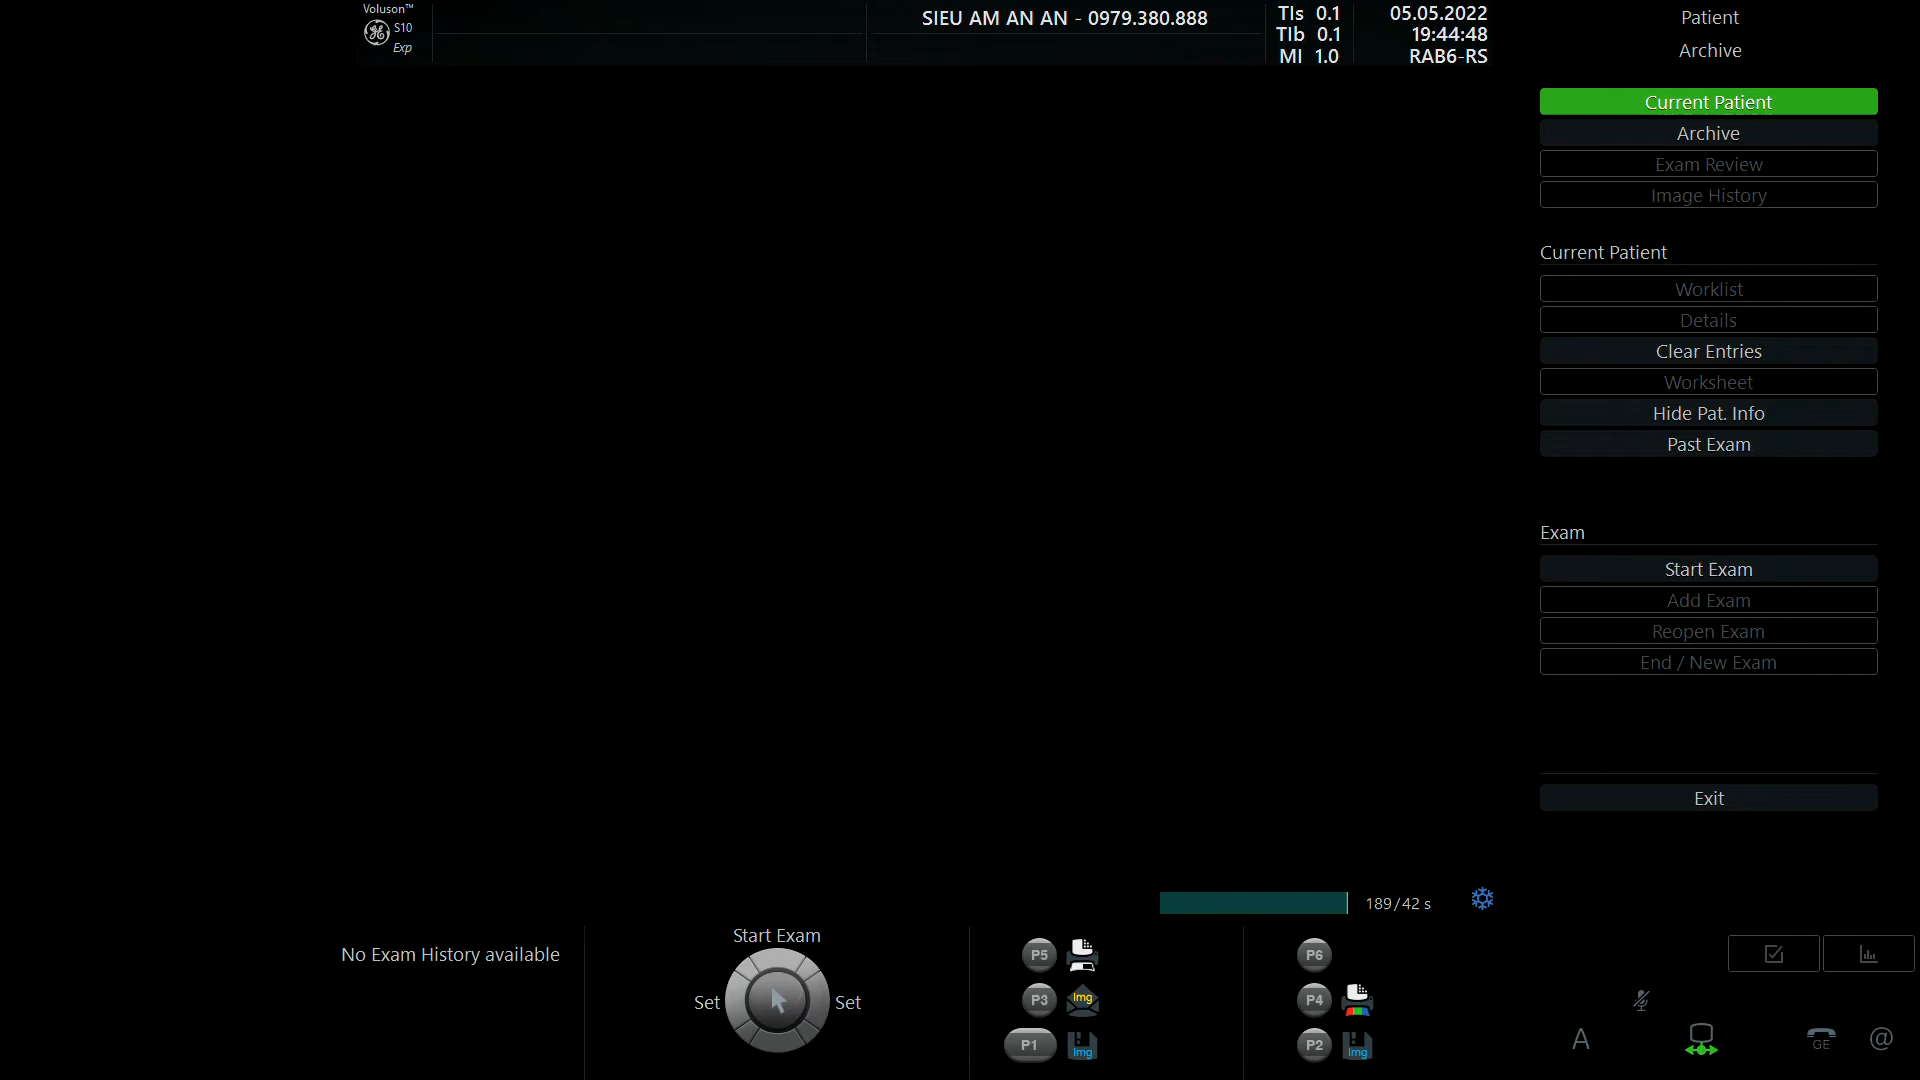 Voluson™
S10
Exp
SIEU AM AN AN - 0979.380.888
TIs 0.1
TIb 0.1
MI 1.0
05.05.2022
19:44:48
RAB6-RS
Patient
Archive
Current Patient
Archive
Exam Review
Image History
Current Patient
Worklist
Details
Clear Entries
Worksheet
Hide Pat. Info
Past Exam
Exam
Start Exam
Add Exam
Reopen Exam
End / New Exam
Exit
189/42 s
No Exam History available
Start Exam
Set
Set
P5
P3
Img
P1
Img
P6
P4
P2
Img
A
GE
@